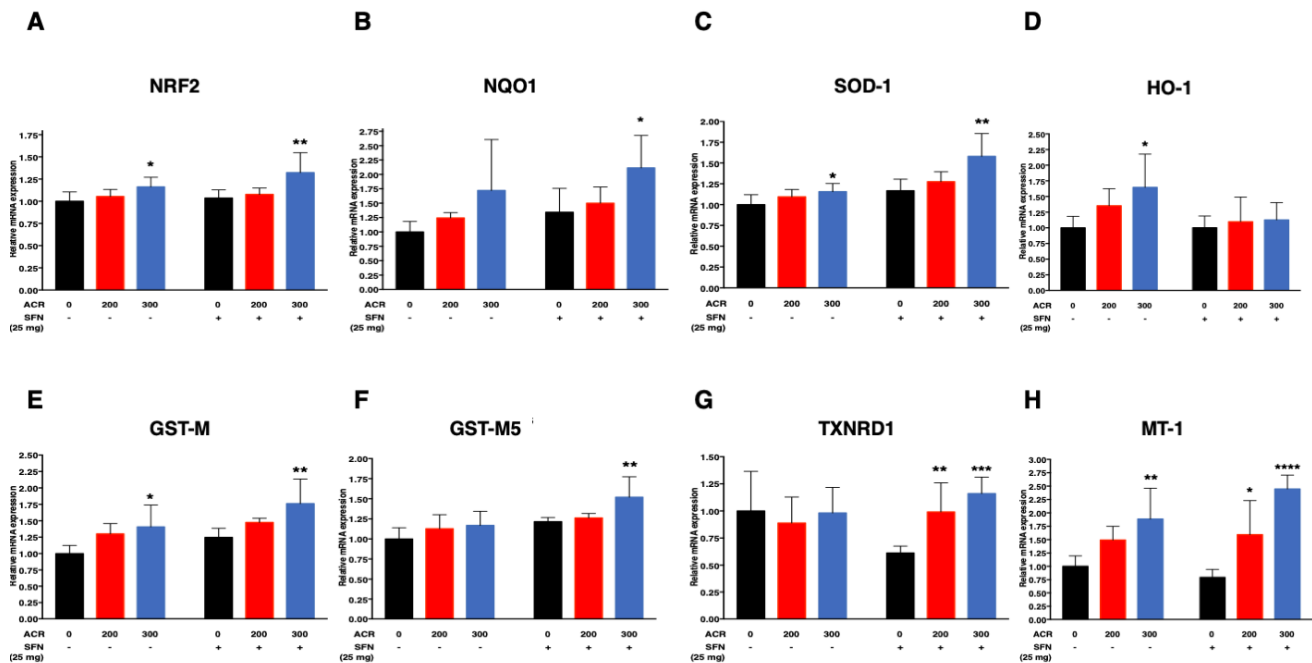 A B C D
NRF2 NQO1 SOD-1 HO-1
Relative mRNA expression
1.75
1.50
1.25
1.00
0.75
0.50
0.25
0.00
* **
ACR 0 200 300 0 200 300
SFN - - - + + +
(25 mg)
Relative mRNA expression
2.75
2.50
2.25
2.00
1.75
1.50
1.25
1.00
0.75
0.50
0.25
0.00
*
ACR 0 200 300 0 200 300
SFN - - - + + +
(25 mg)
Relative mRNA expression
2.00
1.75
1.50
1.25
1.00
0.75
0.50
0.25
0.00
* **
ACR 0 200 300 0 200 300
SFN - - - + + +
(25 mg)
Relative mRNA expression
2.50
2.25
2.00
1.75
1.50
1.25
1.00
0.75
0.50
0.25
0.00
*
ACR 0 200 300 0 200 300
SFN - - - + + +
(25 mg)
E F G H
GST-M GST-M5 TXNRD1 MT-1
Relative mRNA expression
2.50
2.25
2.00
1.75
1.50
1.25
1.00
0.75
0.50
0.25
0.00
* **
ACR 0 200 300 0 200 300
SFN - - - + + +
(25 mg)
Relative mRNA expression
2.00
1.75
1.50
1.25
1.00
0.75
0.50
0.25
0.00
**
ACR 0 200 300 0 200 300
SFN - - - + + +
(25 mg)
Relative mRNA expression
1.50
1.25
1.00
0.75
0.50
0.25
0.00
** ***
ACR 0 200 300 0 200 300
SFN - - - + + +
(25 mg)
Relative mRNA expression
3.00
2.75
2.50
2.25
2.00
1.75
1.50
1.25
1.0
0.75
0.50
0.25
0.00
** * ****
ACR 0 200 300 0 200 300
SFN - - - + + +
(25 mg)